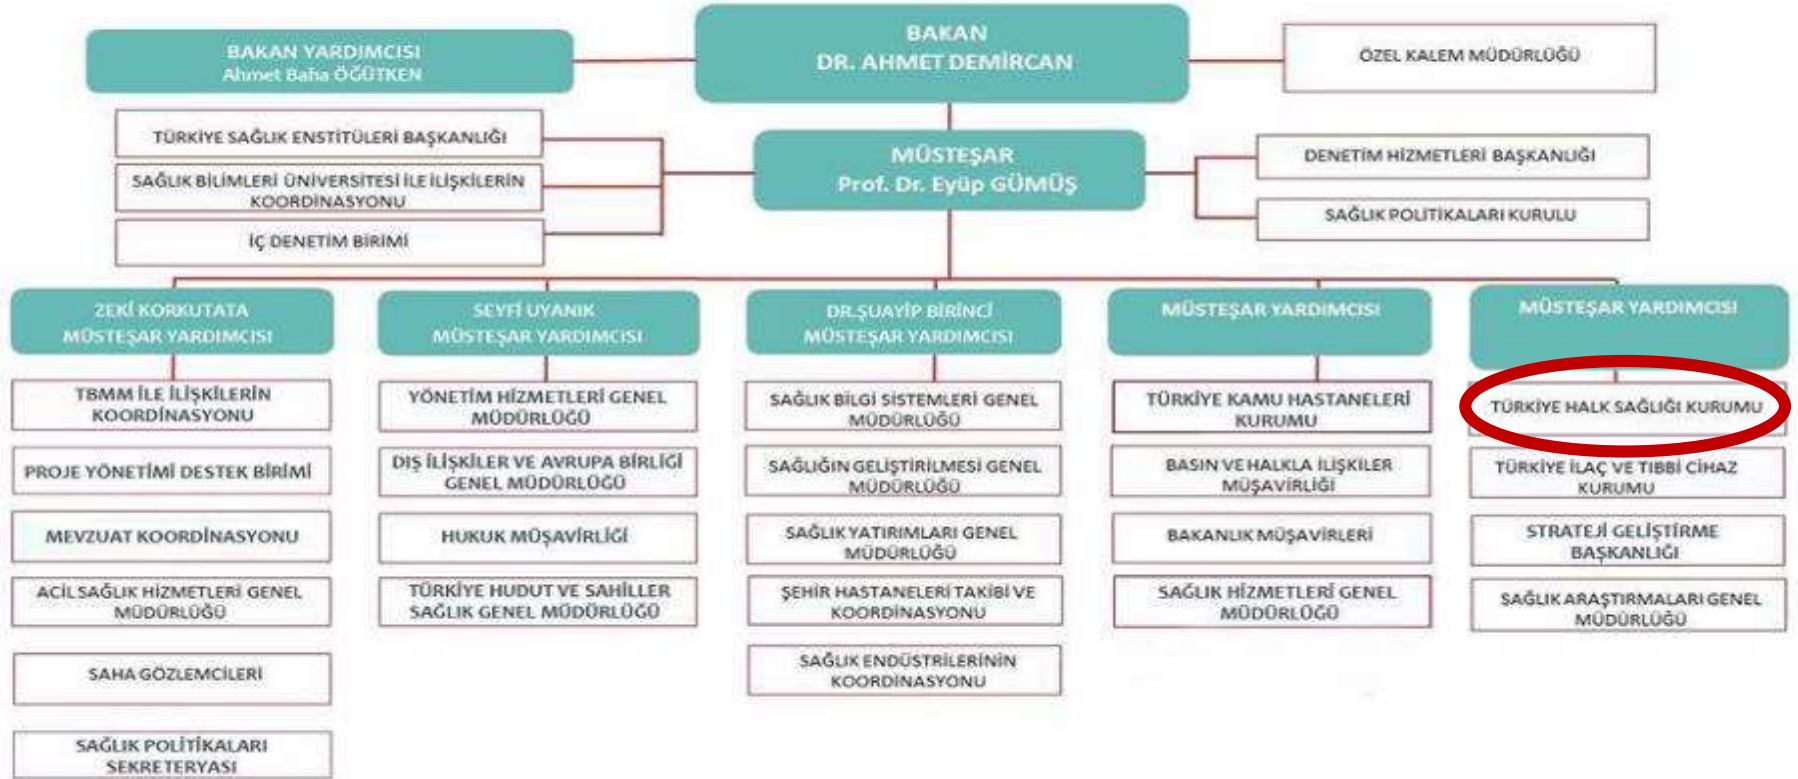 BAKAN
DR. AHMET DEMİRCAN
BAKAN YARDIMCISI
Ahmet Baha ÖĞÜTKEN
ÖZEL KALEM MÜDÜRLÜĞÜ
TÜRKİYE SAĞLIK ENSTİTÜLERİ BAŞKANLIĞI
SAĞLIK BİLİMLERİ ÜNİVERSİTESİ İLE İLİŞKİLERİN
KOORDİNASYONU
İÇ DENETİM BİRİMİ
MÜSTEŞAR
Prof. Dr. Eyüp GÜMÜŞ
DENETİM HİZMETLERİ BAŞKANLIĞI
SAĞLIK POLİTİKALARI KURULU
ZEKİ KORKUTATA
MÜSTEŞAR YARDIMCISI
TBMM İLE İLİŞKİLERİN
KOORDİNASYONU
PROJE YÖNETİMİ DESTEK BİRİMİ
MEVZUAT KOORDİNASYONU
ACİL SAĞLIK HİZMETLERİ GENEL
MÜDÜRLÜĞÜ
SAHA GÖZLEMCİLERİ
SAĞLIK POLİTİKALARI
SEKRETERYASI
SEYFİ UYANIK
MÜSTEŞAR YARDIMCISI
YÖNETİM HİZMETLERİ GENEL
MÜDÜRLÜĞÜ
DIŞ İLİŞKİLER VE AVRUPA BİRLİĞİ
GENEL MÜDÜRLÜĞÜ
HUKUK MÜŞAVİRLİĞİ
TÜRKİYE HUDUT VE SAHİLLER
SAĞLIK GENEL MÜDÜRLÜĞÜ
DR.ŞUAYİP BİRİNCİ
MÜSTEŞAR YARDIMCISI
SAĞLIK BİLGİ SİSTEMLERİ GENEL
MÜDÜRLÜĞÜ
SAĞLIĞIN GELİŞTİRİLMESİ GENEL
MÜDÜRLÜĞÜ
SAĞLIK YATIRIMLARI GENEL
MÜDÜRLÜĞÜ
ŞEHİR HASTANELERİ TAKİBİ VE
KOORDİNASYONU
SAĞLIK ENDÜSTRİLERİNİN
KOORDİNASYONU
MÜSTEŞAR YARDIMCISI
TÜRKİYE KAMU HASTANELERİ
KURUMU
BASIN VE HALKLA İLİŞKİLER
MÜŞAVİRLİĞİ
BAKANLIK MÜŞAVİRLERİ
SAĞLIK HİZMETLERİ GENEL
MÜDÜRLÜĞÜ
MÜSTEŞAR YARDIMCISI
TÜRKİYE HALK SAĞLIĞI KURUMU
TÜRKİYE İLAÇ VE TIBBİ CİHAZ
KURUMU
STRATEJİ GELİŞTİRME
BAŞKANLIĞI
SAĞLIK ARAŞTIRMALARI GENEL
MÜDÜRLÜĞÜ